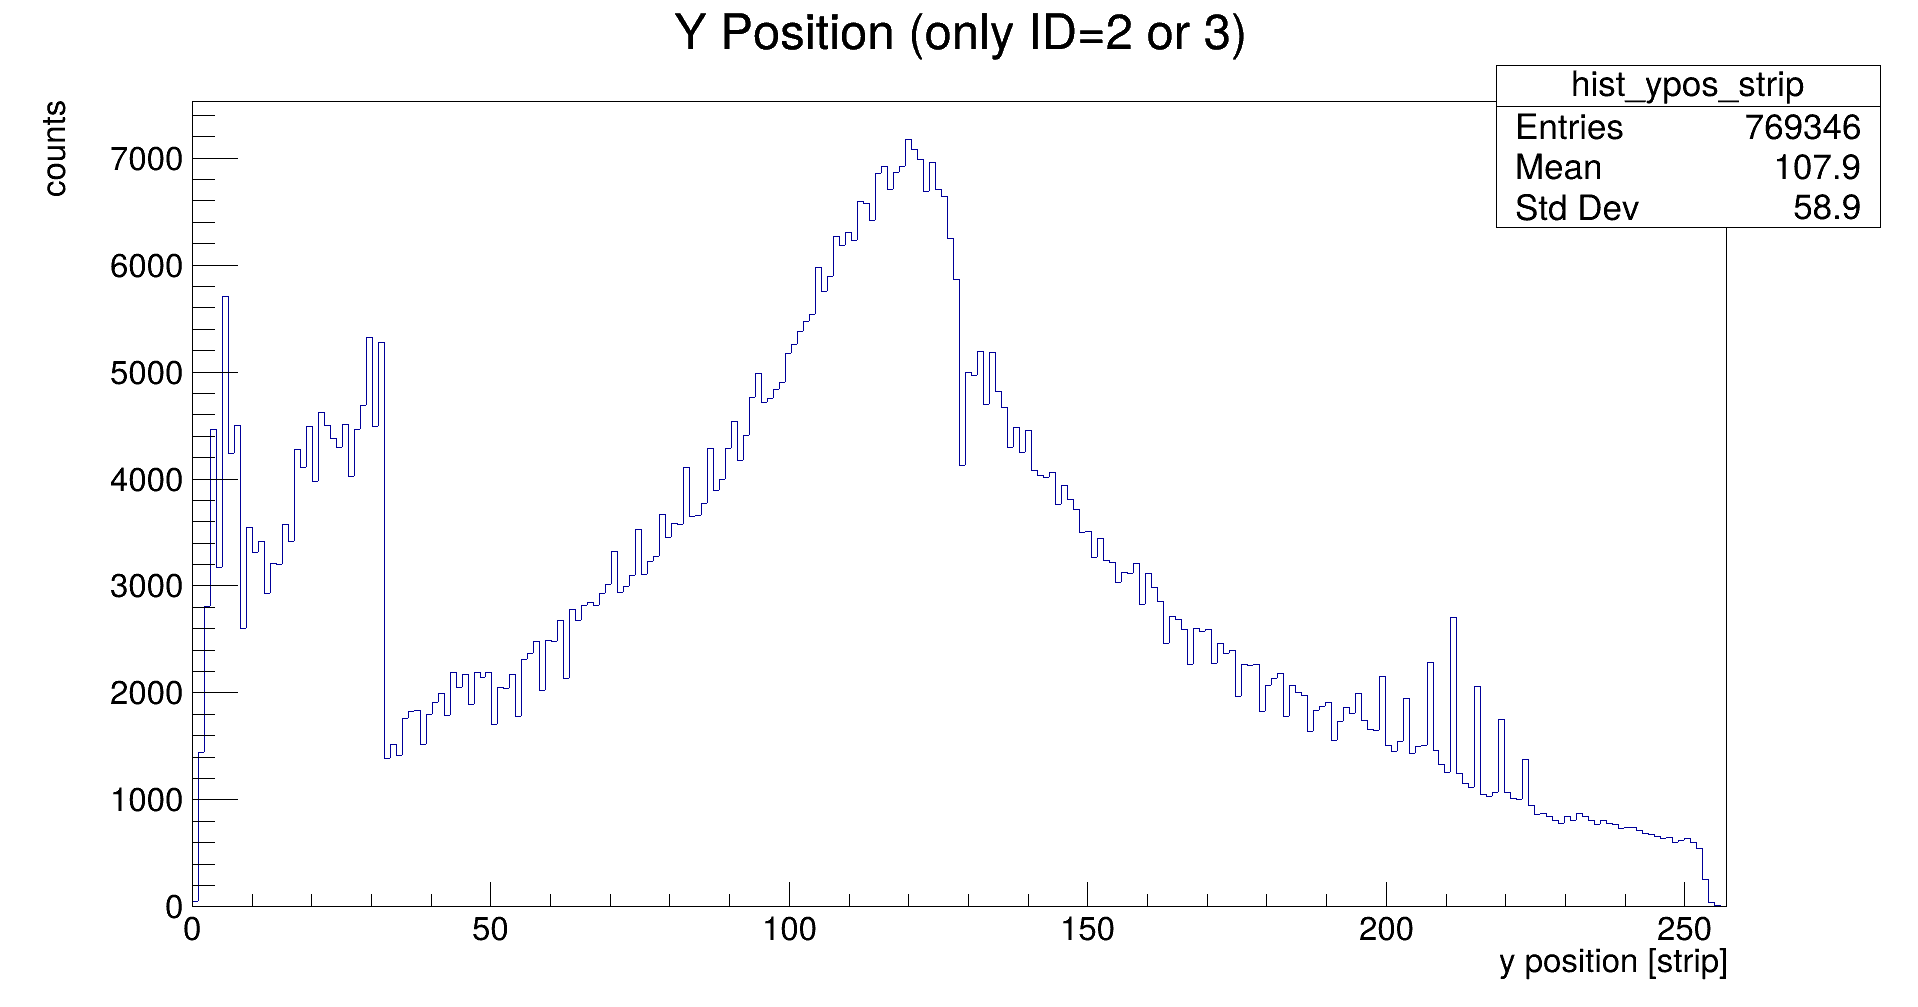 Y Position (only ID=2 or 3)
hist_ypos_strip
Entries 769346
Mean 107.9
Std Dev 58.9
counts
7000
6000
5000
4000
3000
2000
1000
0
0 50 100 150 200 250
y position [strip]